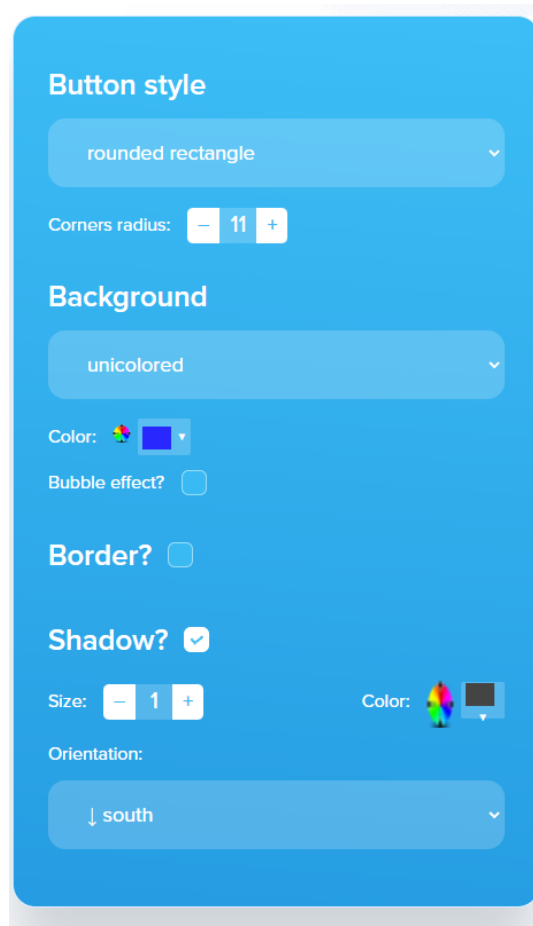 Button style
rounded rectangle
Corners radius: – 11 +
Background
unicolored
Color:
Bubble effect?
Border?
Shadow?
Size: – 1 + Color:
Orientation:
↓ south